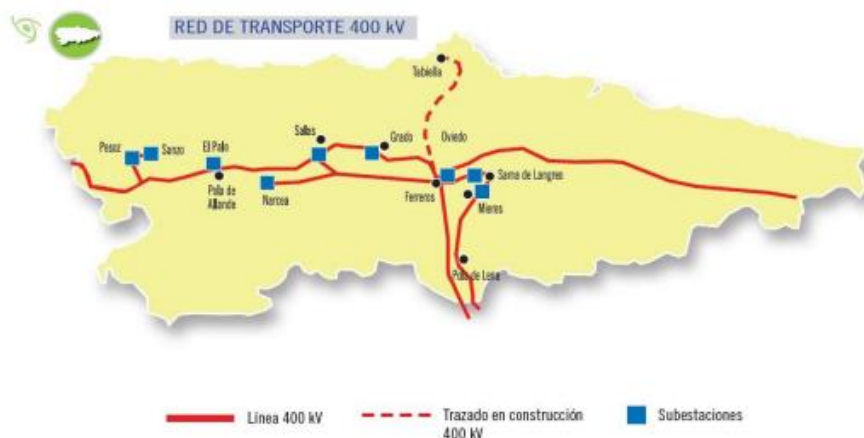 RED DE TRANSPORTE 400 kV
Tabiella
Salas
Grado
Oviedo
Pesoz
Sanzo
El Palo
Pola de
Allande
Narcea
Ferreros
Sama de Langreo
Mieres
Pola de Lena
Línea 400 kV
Trazado en construcción
400 kV
Subestaciones